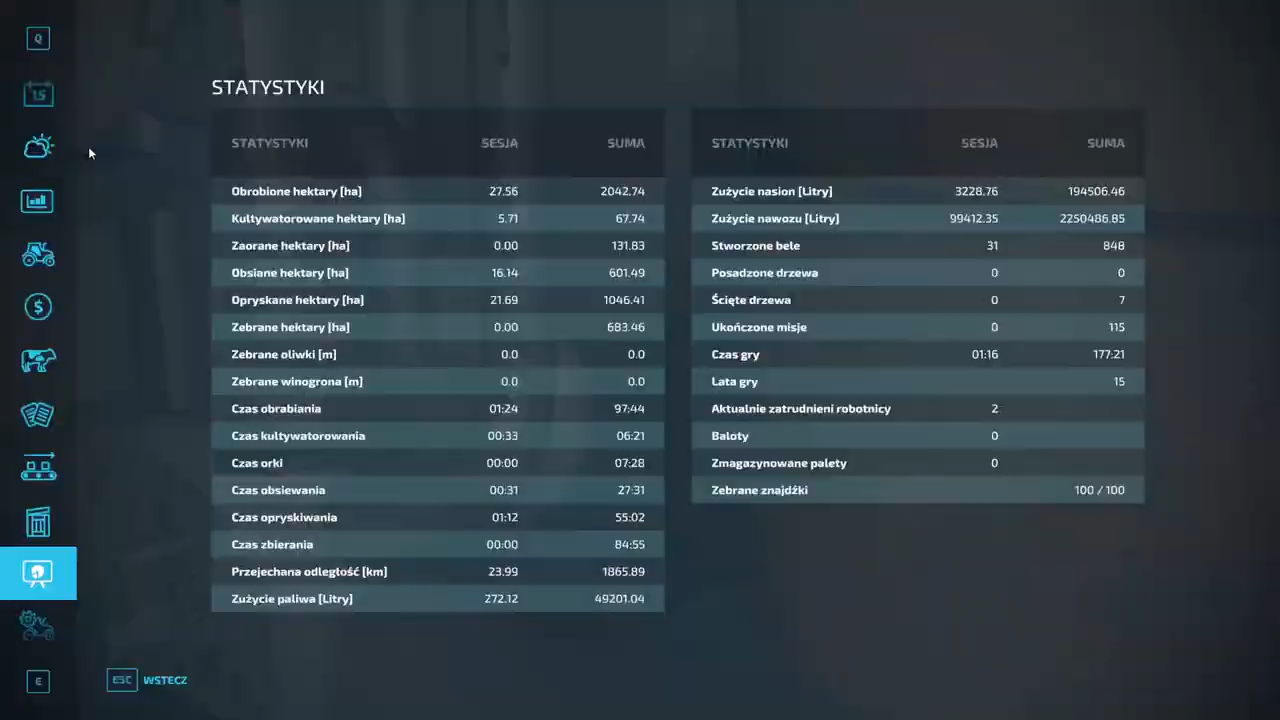 Q
15
STATYSTYKI
STATYSTYKI SESJA SUMA
Obrobione hektary [ha] 27.56 2042.74
Kultywatorowane hektary [ha] 5.71 67.74
Zaorane hektary [ha] 0.00 131.83
Obsiane hektary [ha] 16.14 601.49
Opryskane hektary [ha] 21.69 1046.41
Zebrane hektary [ha] 0.00 683.46
Zebrane oliwki [m] 0.0 0.0
Zebrane winogrona [m] 0.0 0.0
Czas obrabiania 01:24 97:44
Czas kultywatorowania 00:33 06:21
Czas orki 00:00 07:28
Czas obsiewania 00:31 27:31
Czas opryskiwania 01:12 55:02
Czas zbierania 00:00 84:55
Przejechana odległość [km] 23.99 1865.89
Zużycie paliwa [Litry] 272.12 49201.04
STATYSTYKI SESJA SUMA
Zużycie nasion [Litry] 3228.76 194506.46
Zużycie nawozu [Litry] 99412.35 2250486.85
Stworzone bele 31 848
Posadzone drzewa 0 0
Ścięte drzewa 0 7
Ukończone misje 0 115
Czas gry 01:16 177:21
Lata gry 15
Aktualnie zatrudnieni robotnicy 2
Baloty 0
Zmagazynowane palety 0
Zebrane znajdźki 100 / 100
E
ESC WSTECZ